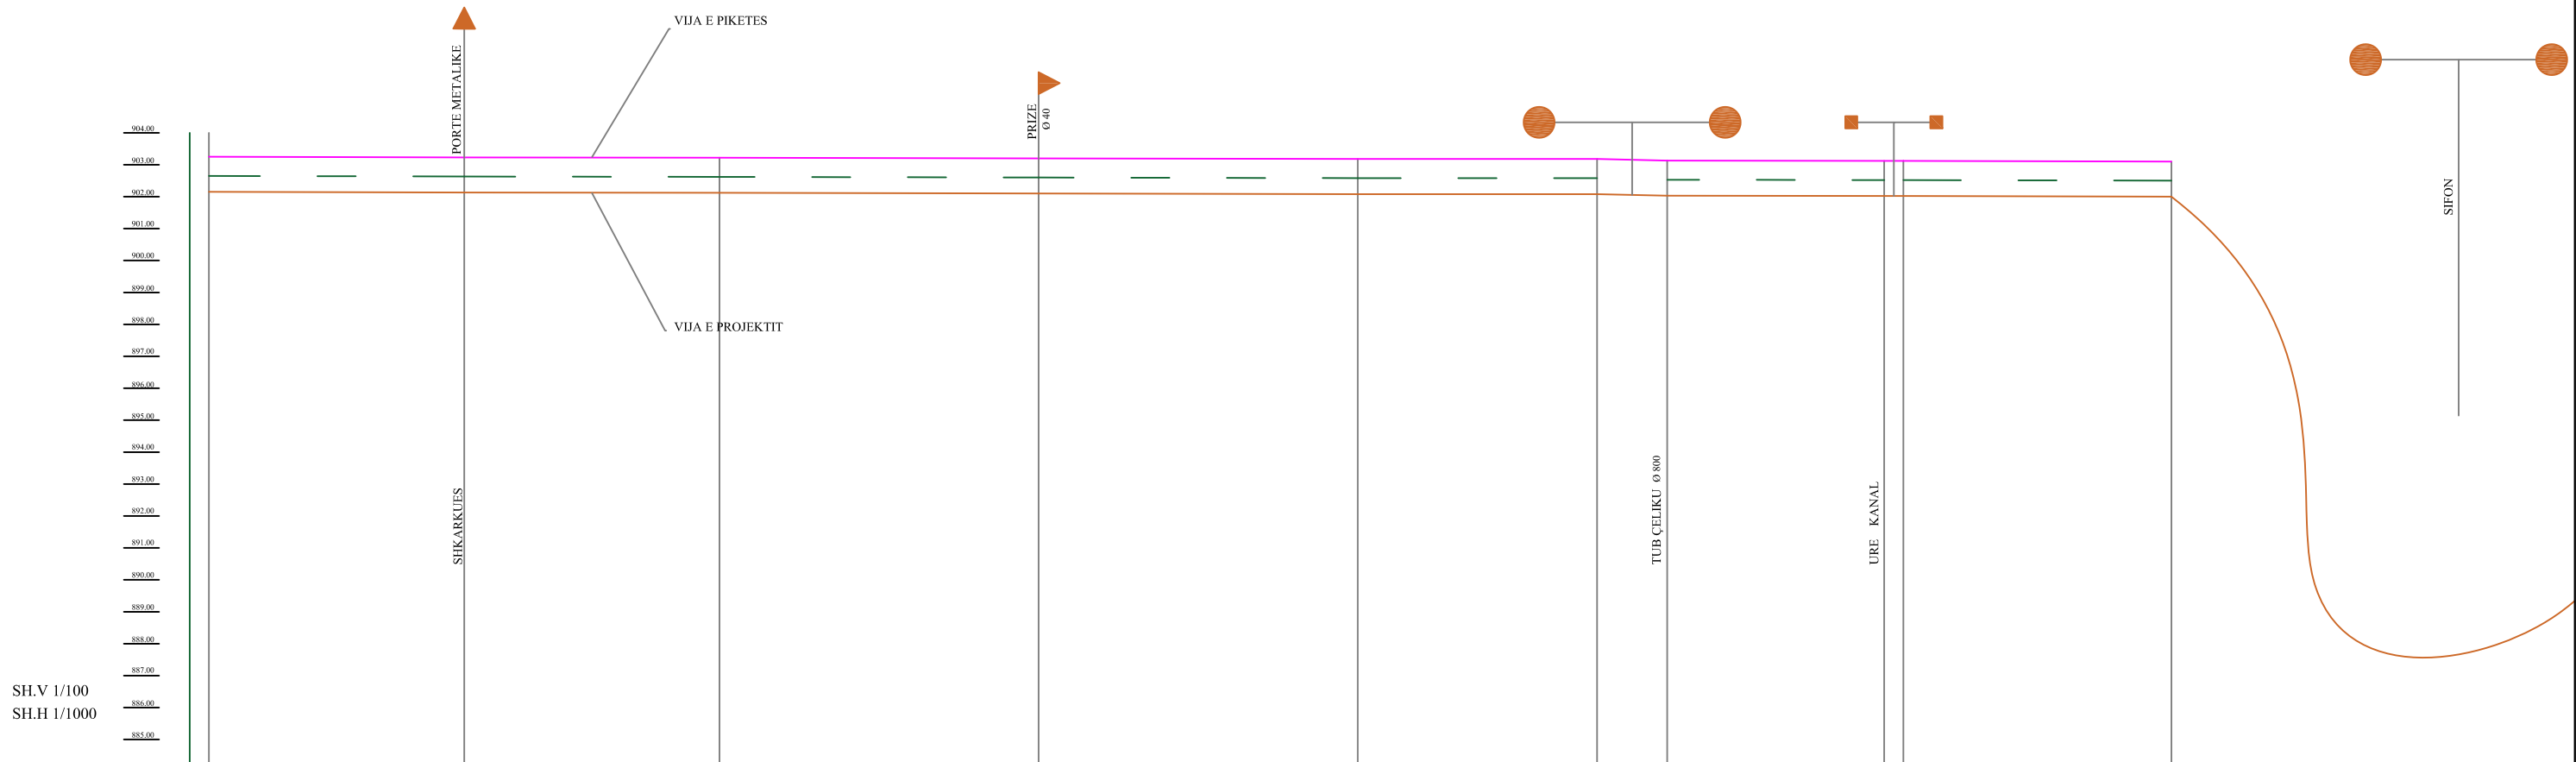 VIJA E PIKETES
PORTE METALIKE
PRIZE
Ø 40
904.00
903.00
902.00
901.00
900.00
899.00
898.00
897.00
896.00
895.00
894.00
893.00
892.00
891.00
890.00
889.00
888.00
887.00
886.00
885.00
SIFON
VIJA E PROJEKTIT
SHKARKUES
TUB ÇELIKU Ø 800
URE KANAL
SH.V 1/100
SH.H 1/1000